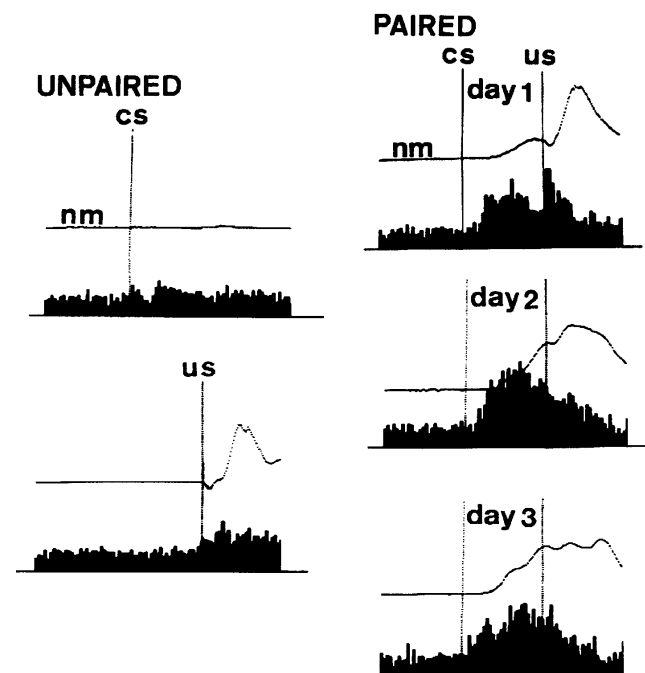 UNPAIRED
cs
nm
us
PAIRED
cs us
day 1
nm
day 2
day 3